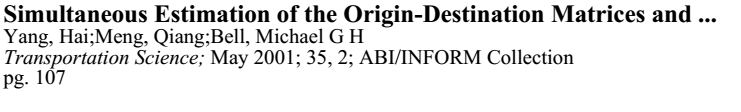 Simultaneous Estimation of the Origin-Destination Matrices and ...
Yang, Hai;Meng, Qiang;Bell, Michael G H
Transportation Science; May 2001; 35, 2; ABI/INFORM Collection
pg. 107